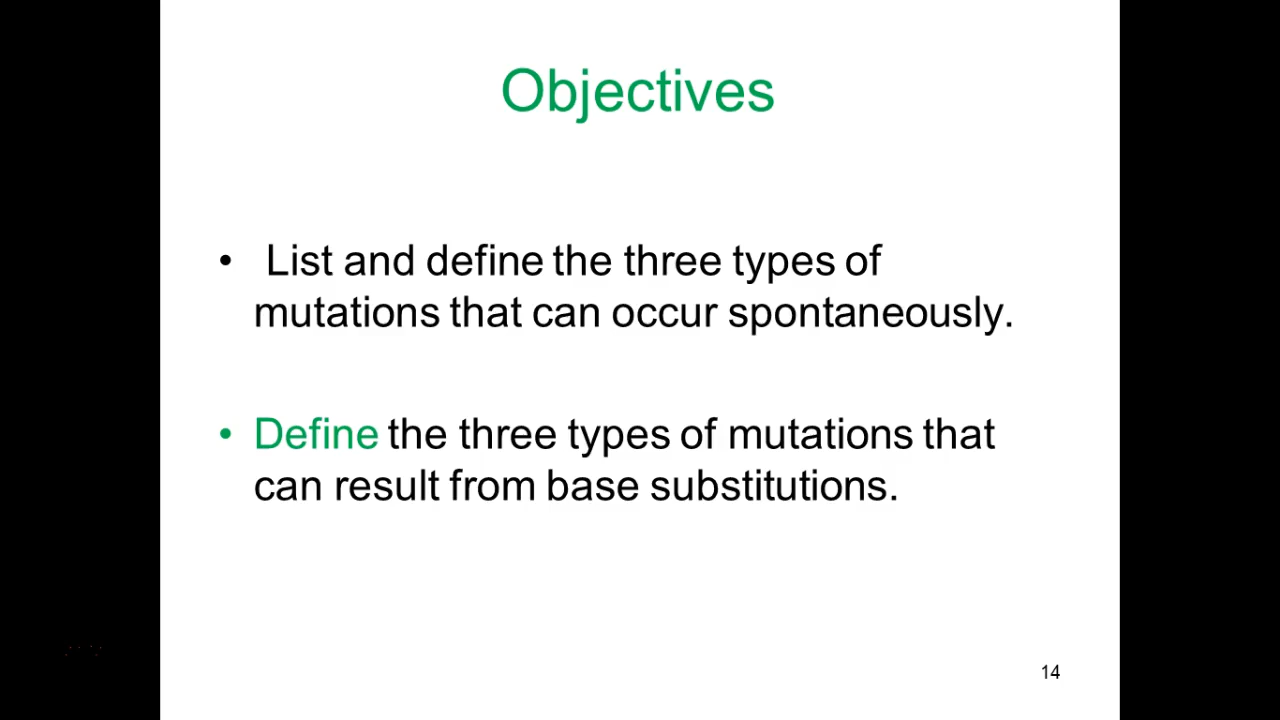 Objectives
• List and define the three types of
mutations that can occur spontaneously.
• Define the three types of mutations that
can result from base substitutions.
14